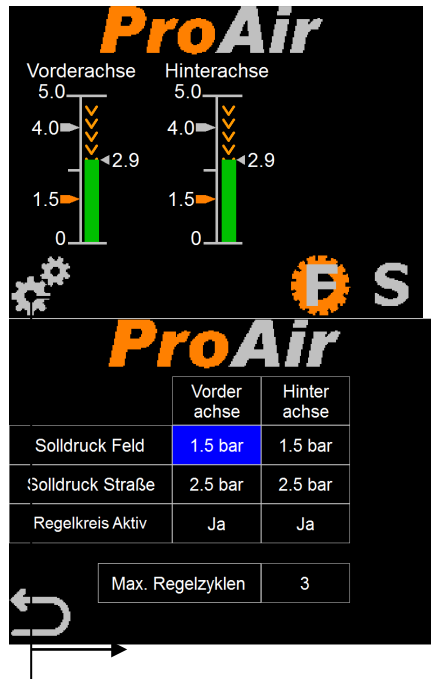 ProAir
Vorderachse Hinterachse
5.0 5.0
4.0 4.0
2.9 2.9
1.5 1.5
0 0
F S
ProAir
Vorder
achse
Hinter
achse
Solldruck Feld 1.5 bar 1.5 bar
Solldruck Straße 2.5 bar 2.5 bar
Regelkreis Aktiv Ja Ja
Max. Regelzyklen 3